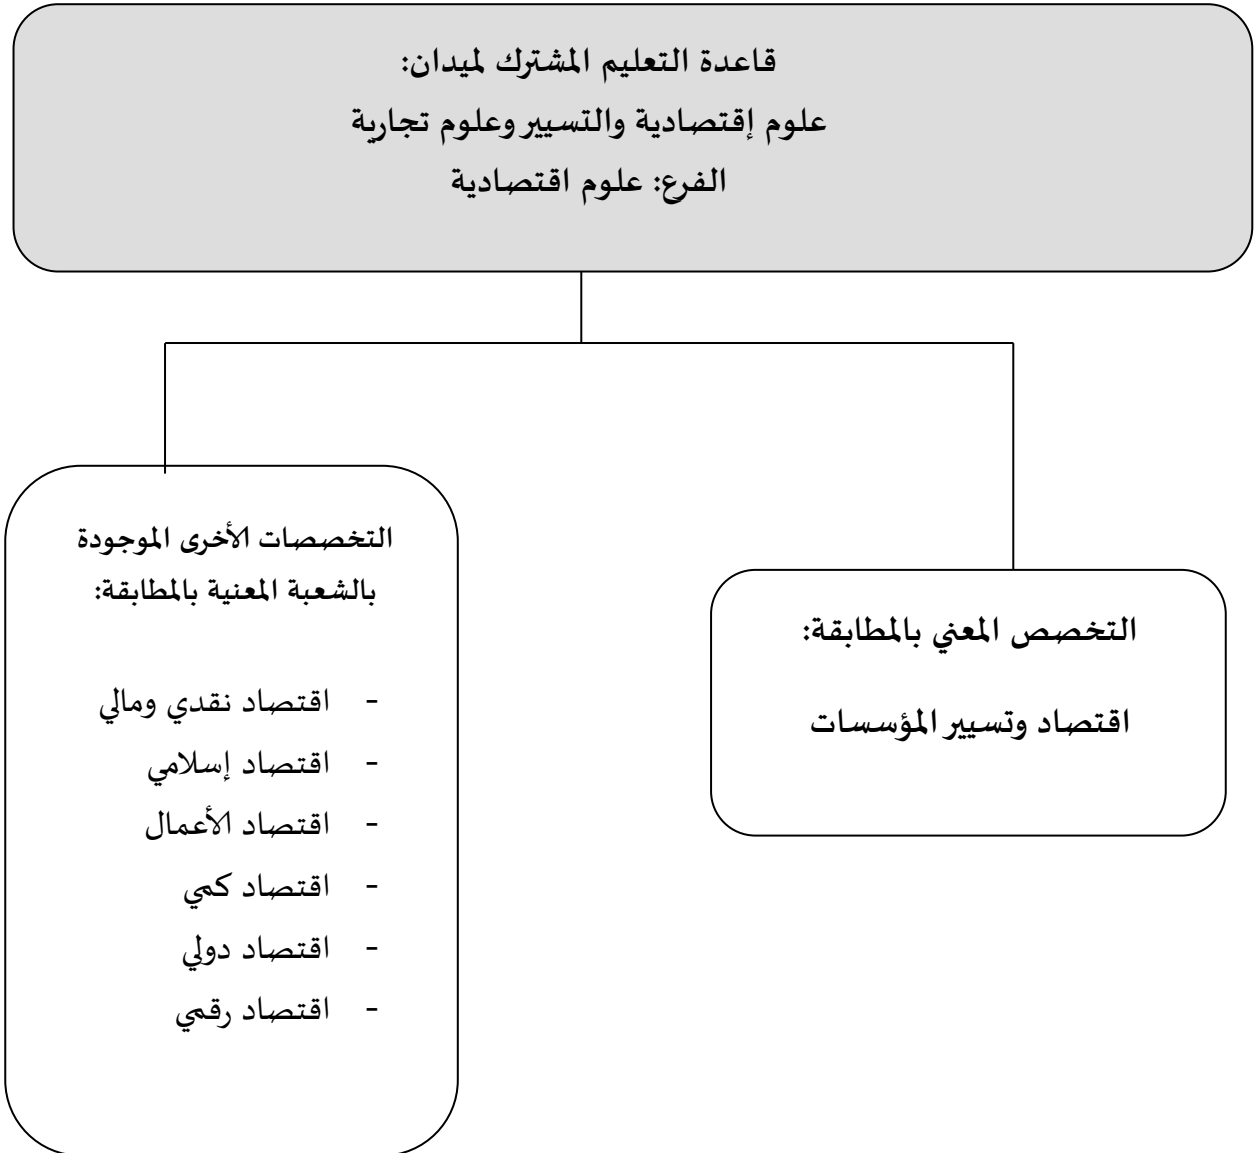 قاعدة التعليم المشترك لميدان:
علوم إقتصادية والتسيير وعلوم تجارية
الفرع: علوم اقتصادية
التخصص المعني بالمطابقة:
اقتصاد وتسيير المؤسسات
التخصصات الأخرى الموجودة
بالشعبة المعنية بالمطابقة:
- اقتصاد نقدي ومالي
- اقتصاد إسلامي
- اقتصاد الأعمال
- اقتصاد كمي
- اقتصاد دولي
- اقتصاد رقمي